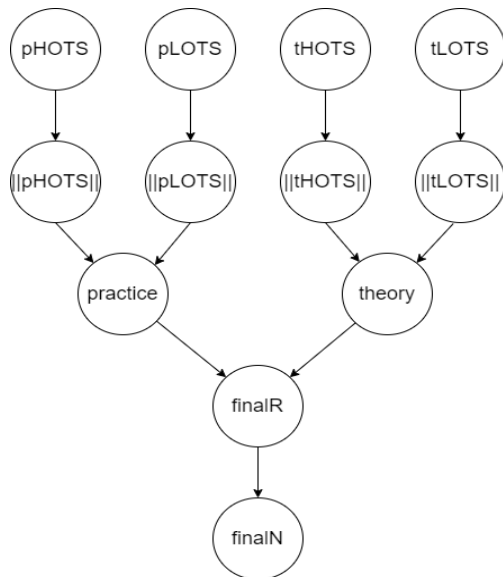 pHOTS
pLOTS
tHOTS
tLOTS
||pHOTS||
||pLOTS||
||tHOTS||
||tLOTS||
practice
theory
finalR
finalN